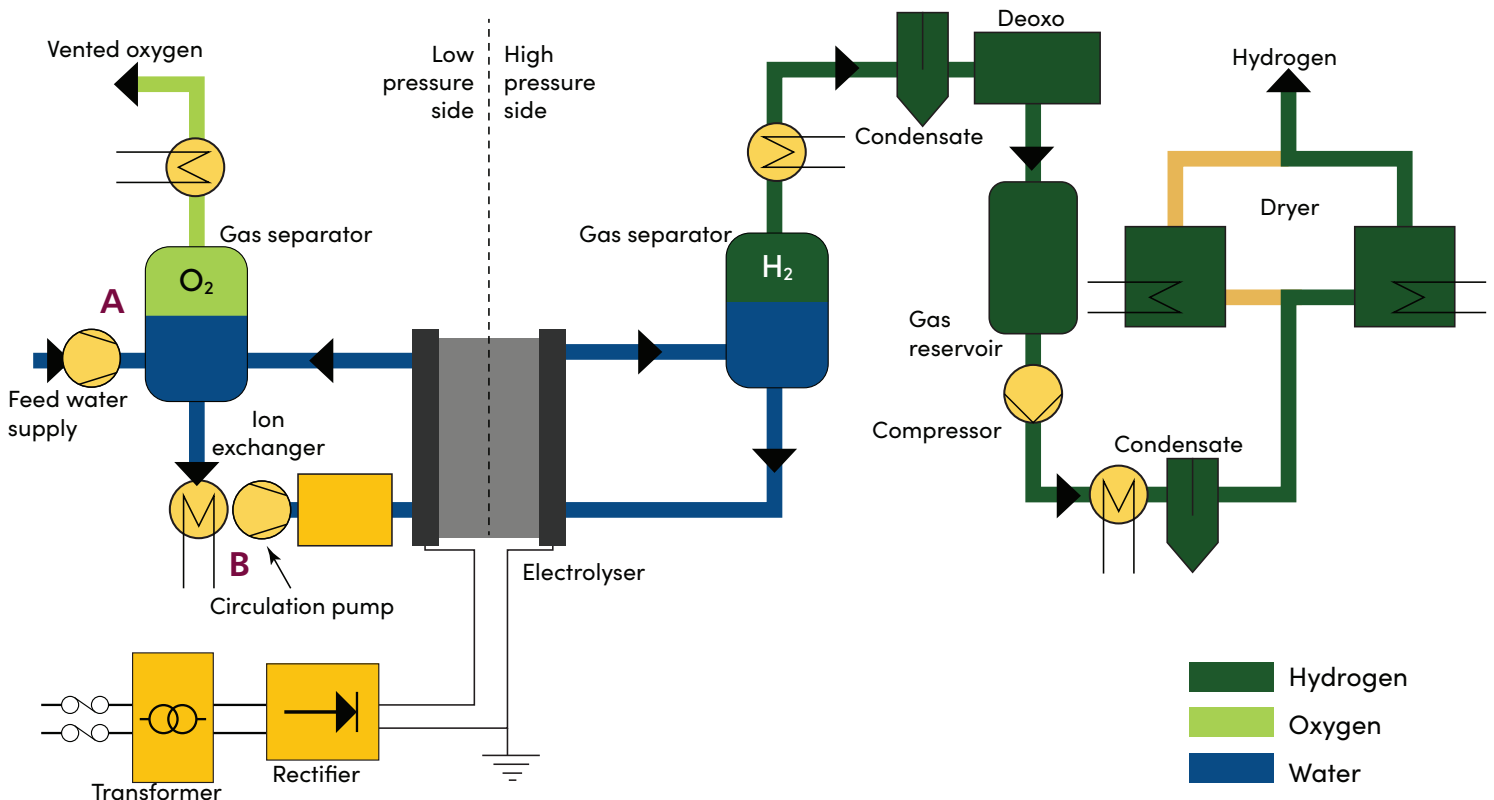 Vented oxygen
Low
pressure
side
High
pressure
side
Deoxo
Hydrogen
Condensate
Gas separator
O₂
A
Gas separator
H₂
Dryer
Gas
reservoir
Feed water
supply
Ion
exchanger
Compressor
Condensate
B
Circulation pump
Electrolyser
Transformer
Rectifier
Hydrogen
Oxygen
Water